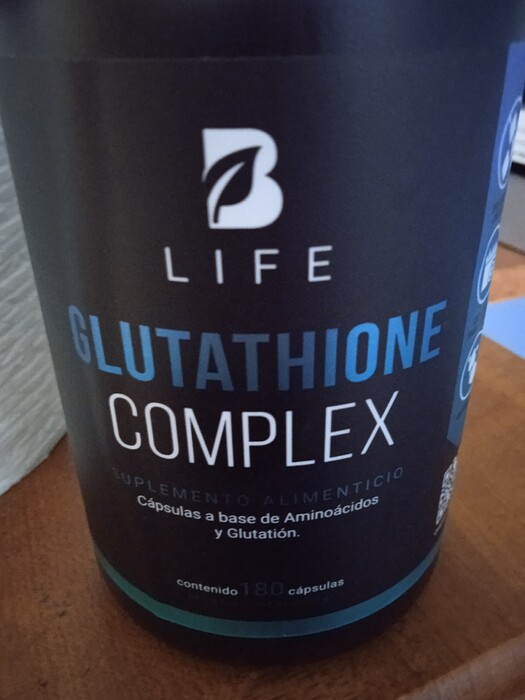 B
LIFE
GLUTATHIONE
COMPLEX
SUPLEMENTO ALIMENTICIO
Cápsulas a base de Aminoácidos
y Glutatión.
contenido 180 cápsulas